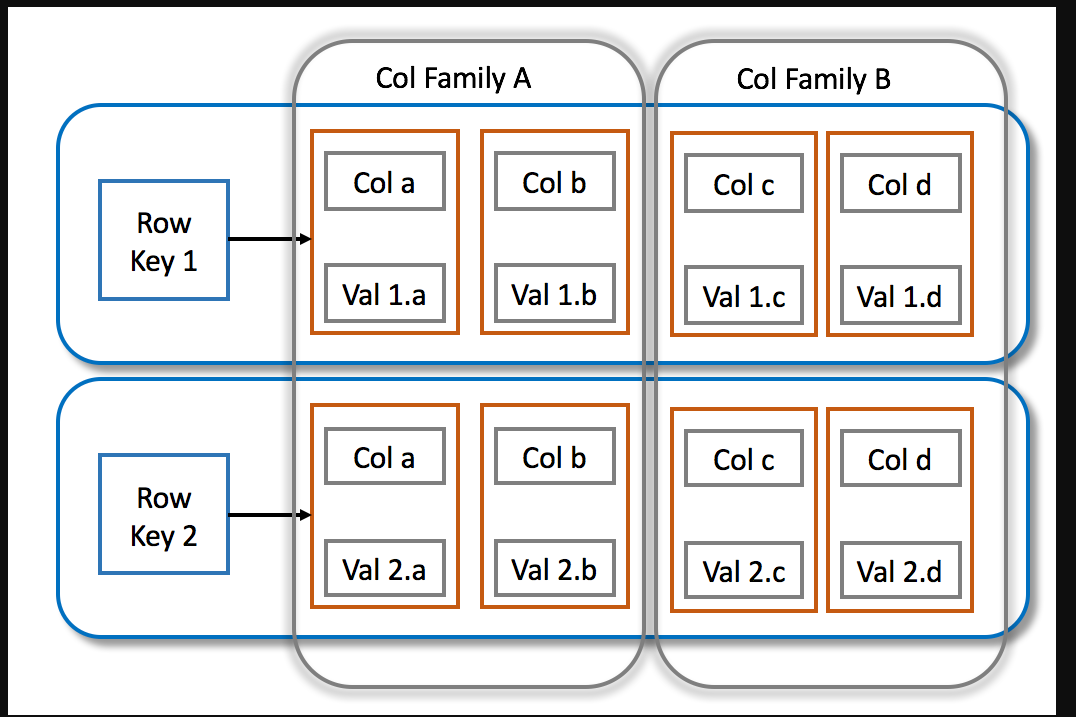 Col Family A
Col Family B
Row
Key 1
Col a
Col b
Col c
Col d
Val 1.a
Val 1.b
Val 1.c
Val 1.d
Row
Key 2
Col a
Col b
Col c
Col d
Val 2.a
Val 2.b
Val 2.c
Val 2.d